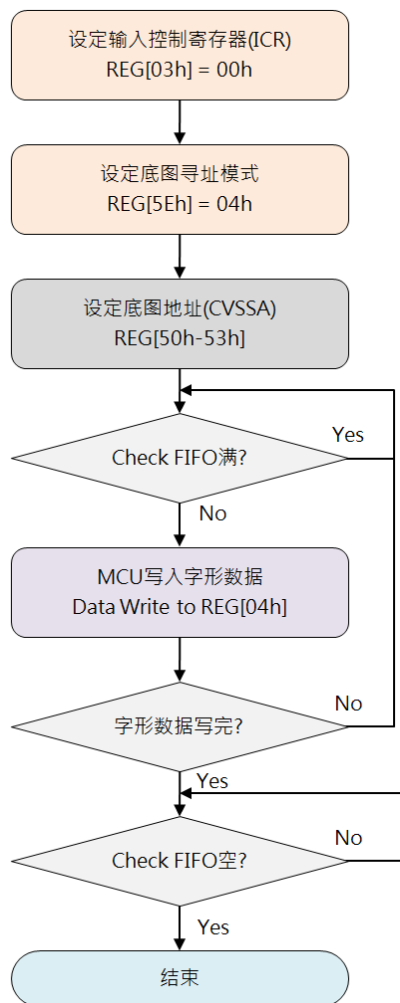 设定输入控制寄存器(ICR)
REG[03h] = 00h
设定底图寻址模式
REG[5Eh] = 04h
设定底图地址(CVSSA)
REG[50h-53h]
Yes
Check FIFO满?
No
MCU写入字形数据
Data Write to REG[04h]
No
字形数据写完?
Yes
No
Check FIFO空?
Yes
结束